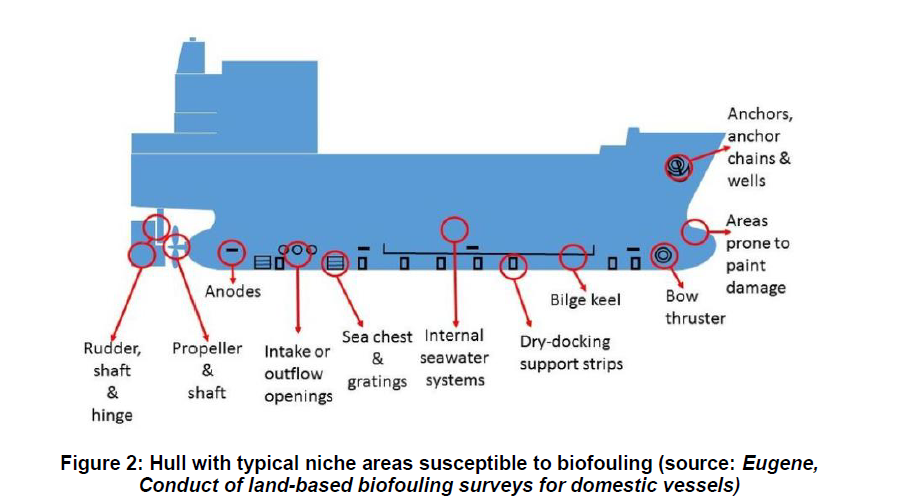 Anchors,
anchor
chains &
wells
Areas
prone to
paint
damage
Anodes
Bilge keel
Bow
thruster
Rudder,
shaft
&
hinge
Propeller
&
shaft
Intake or
outflow
openings
Sea chest
&
gratings
Internal
seawater
systems
Dry-docking
support strips
Figure 2: Hull with typical niche areas susceptible to biofouling (source: Eugene,
Conduct of land-based biofouling surveys for domestic vessels)